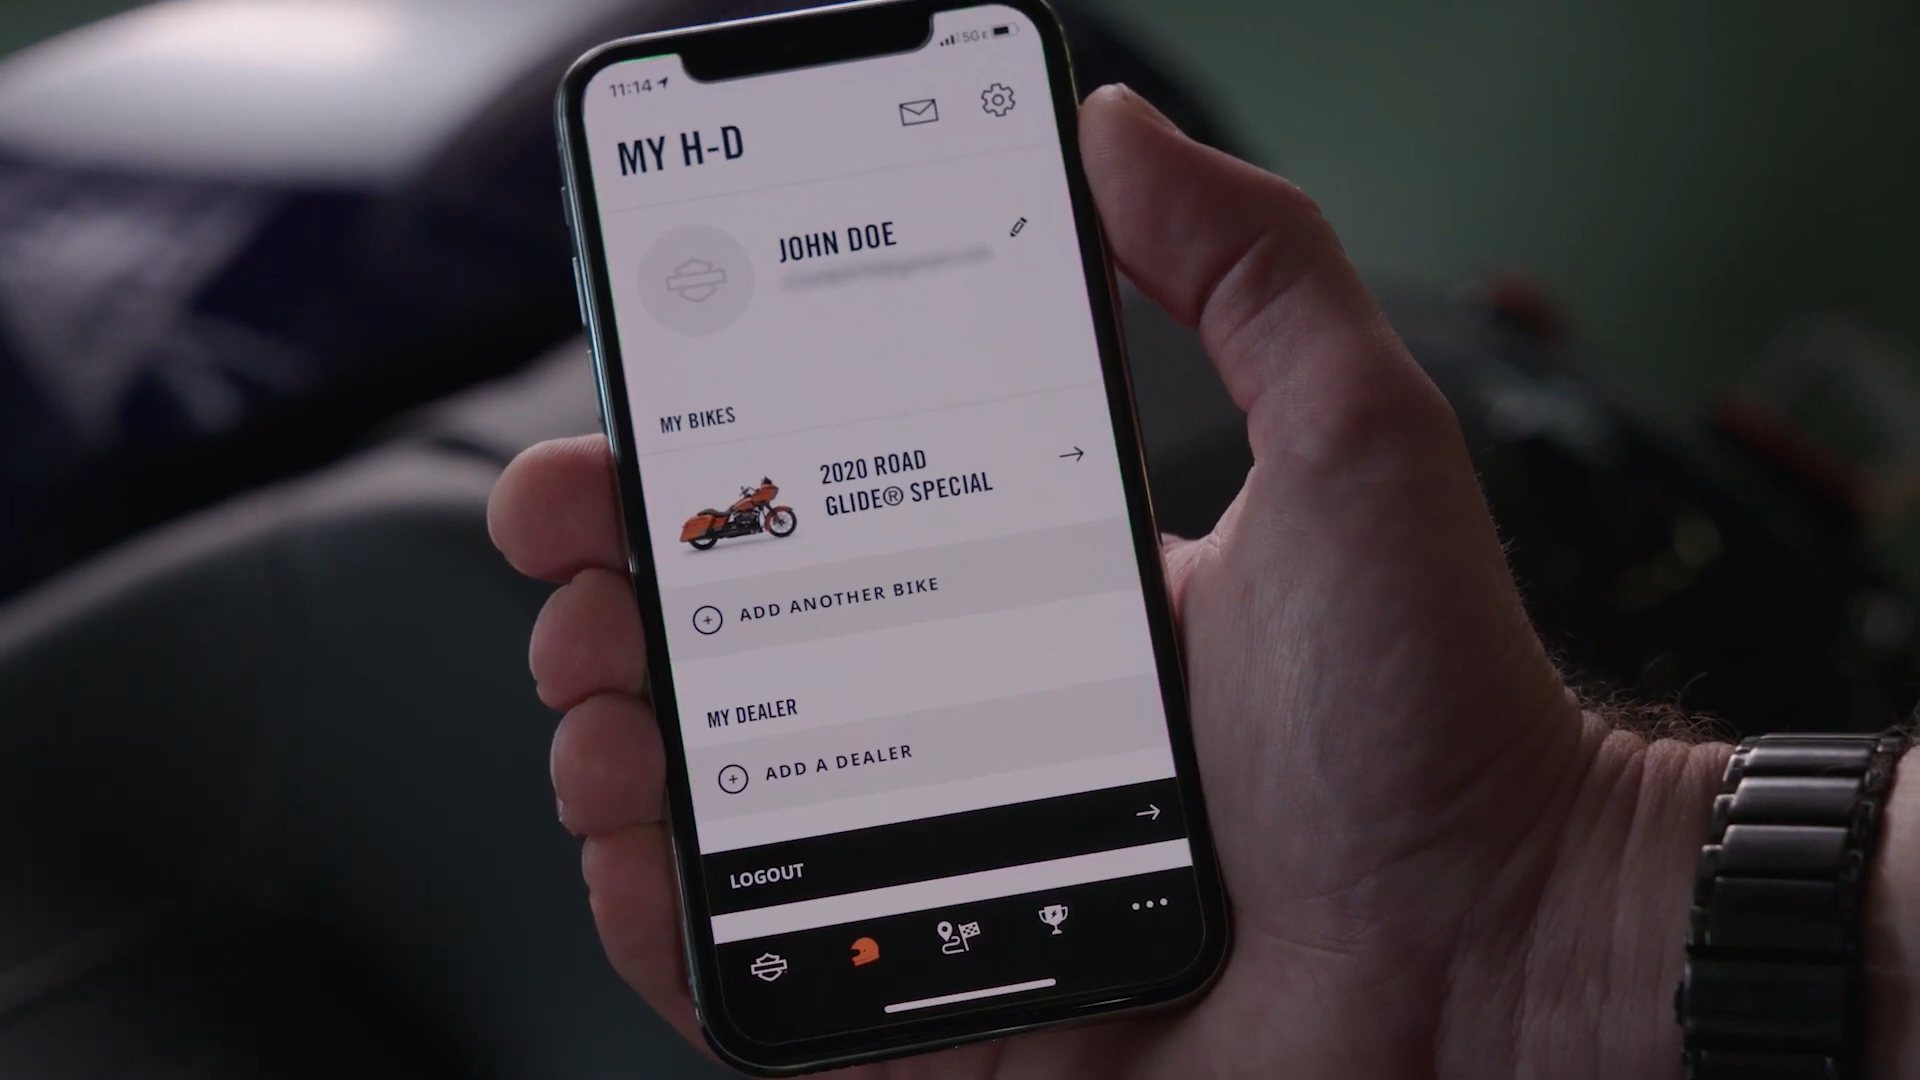 11:14
5G E
MY H-D
JOHN DOE
MY BIKES
2020 ROAD
GLIDE® SPECIAL
ADD ANOTHER BIKE
MY DEALER
ADD A DEALER
LOGOUT